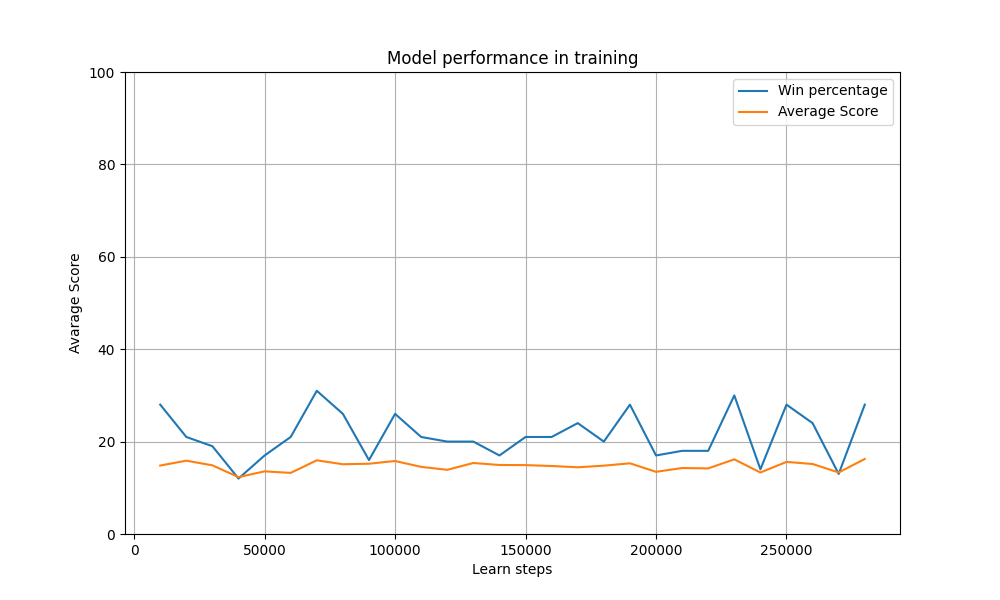 Model performance in training
Win percentage
Average Score
100
80
60
40
20
0
Avarage Score
0
50000
100000
150000
200000
250000
Learn steps